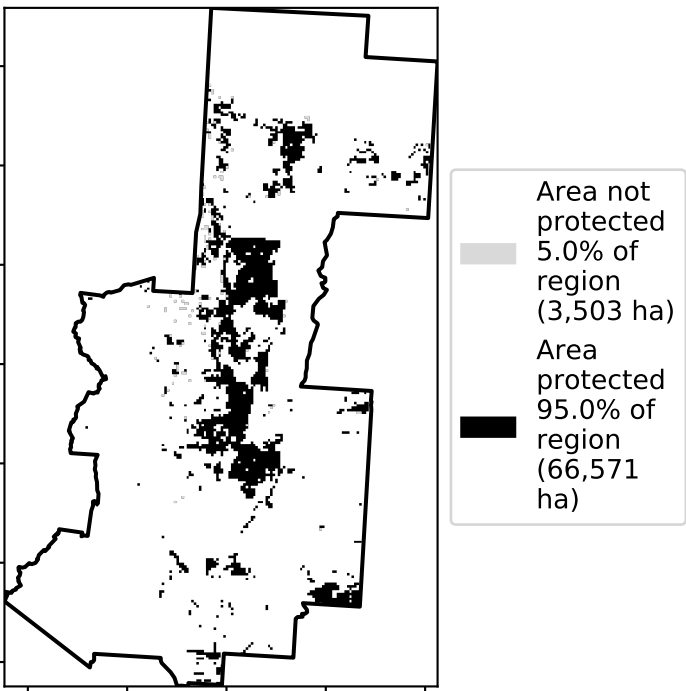 Area not
protected
5.0% of
region
(3,503 ha)
Area
protected
95.0% of
region
(66,571
ha)